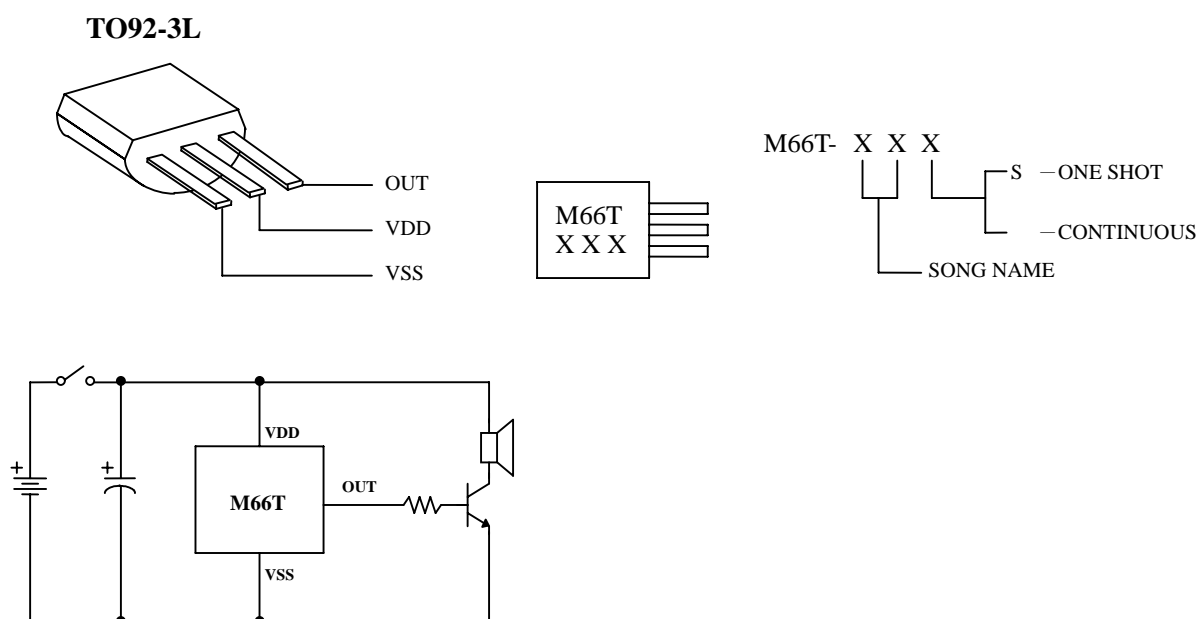 TO92-3L
OUT
VDD
VSS
M66T
X X X
M66T- X X X
S – ONE SHOT
– CONTINUOUS
SONG NAME
+
+
VDD
M66T
OUT
VSS